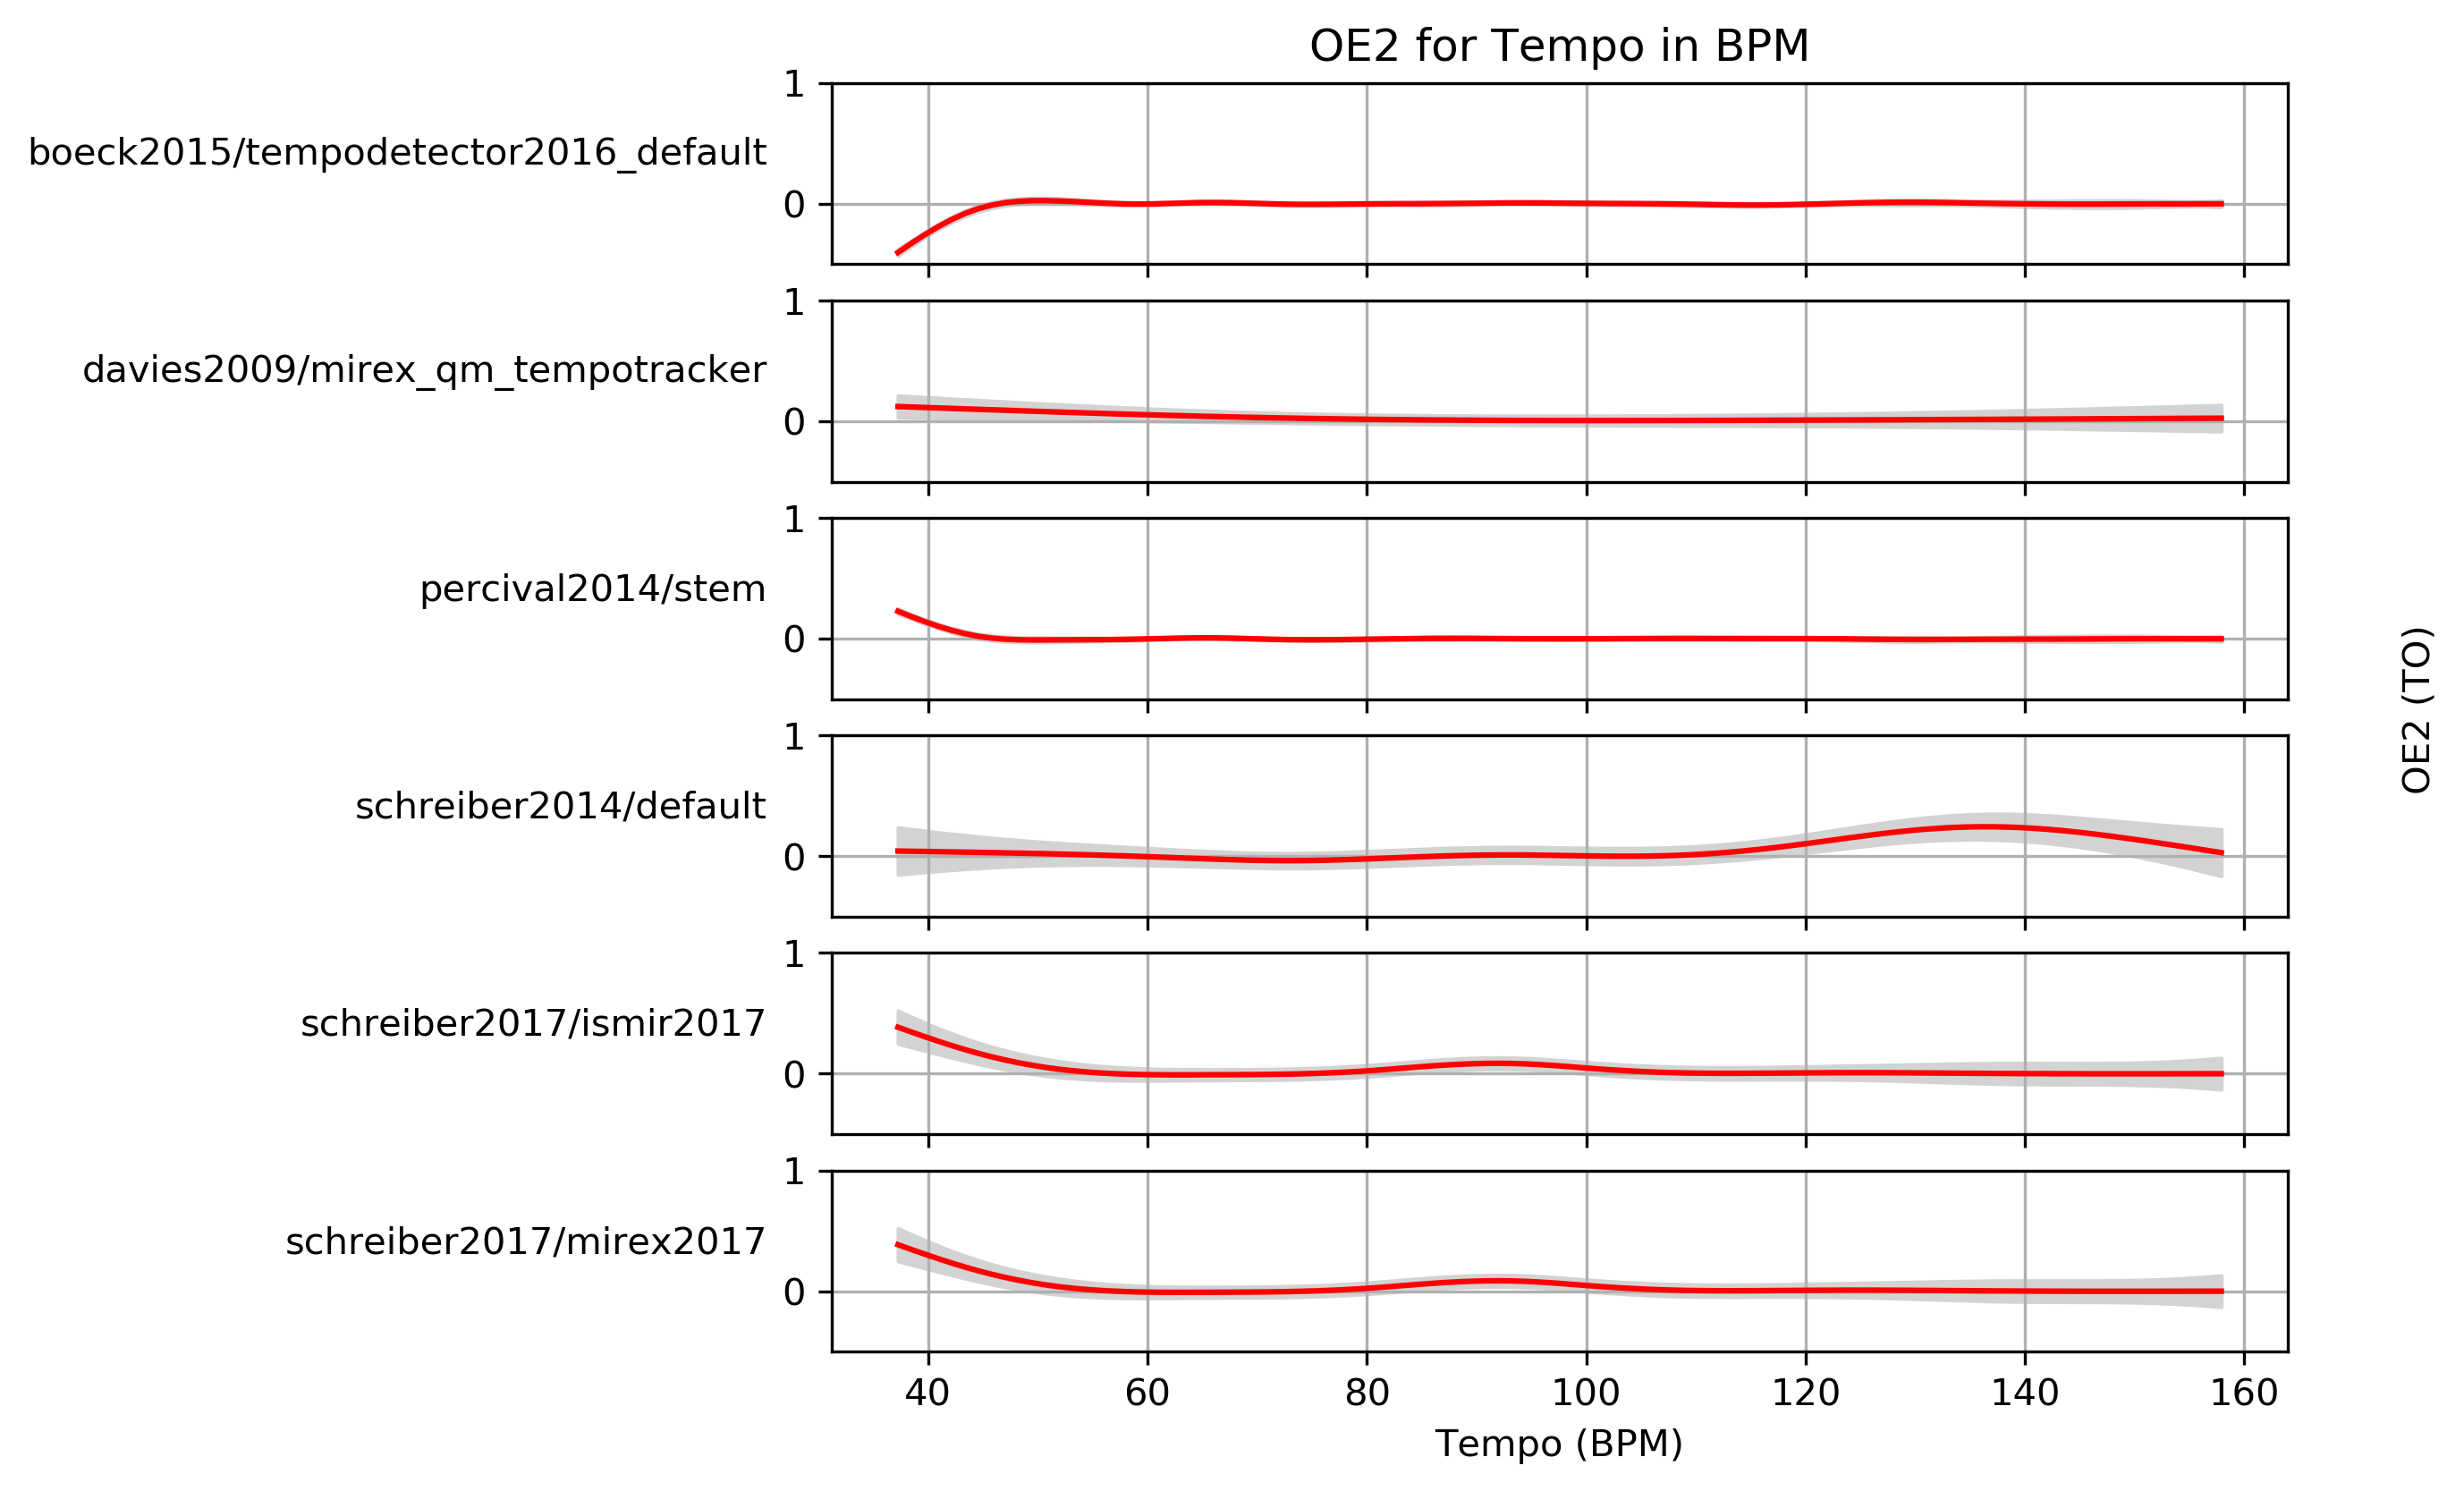 OE2 for Tempo in BPM
1
boeck2015/tempodetector2016_default
0
1
davies2009/mirex_qm_tempotracker
0
1
percival2014/stem
0
OE2 (TO)
1
schreiber2014/default
0
1
schreiber2017/ismir2017
0
1
schreiber2017/mirex2017
0
40 60 80 100 120 140 160
Tempo (BPM)